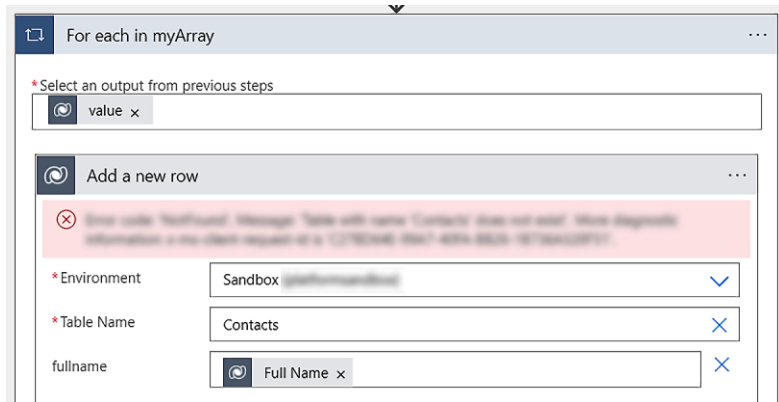 For each in myArray
...
*Select an output from previous steps
value ×
Add a new row
...
*Environment
Sandbox
*Table Name
Contacts
fullname
Full Name ×